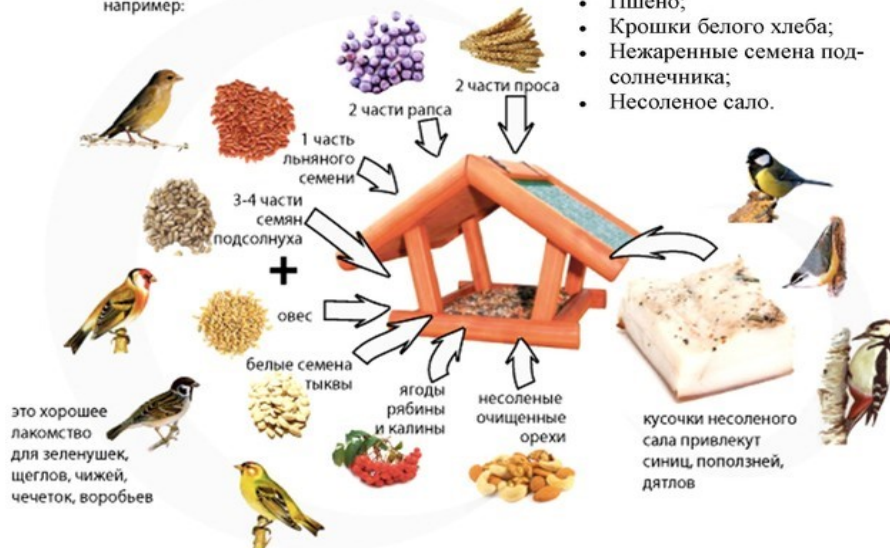 например:
• Пшено;
• Крошки белого хлеба;
• Нежаренные семена под-
солнечника;
• Несоленое сало.
2 части рапса
2 части проса
1 часть
льняного
семени
3-4 части
семян
подсолнуха
+
овес
белые семена
тыквы
ягоды
рябины
и калины
несоленые
очищенные
орехи
это хорошее
лакомство
для зеленушек,
щеглов, чижей,
чечеток, воробьев
кусочки несоленого
сала привлекут
синиц, поползней,
дятлов